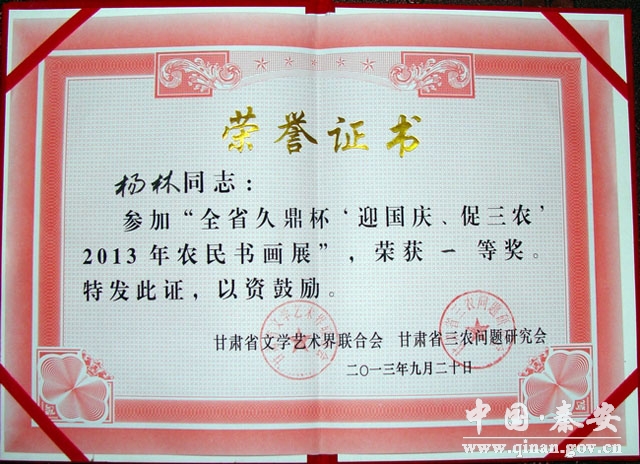 荣誉证书
杨林同志：
参加“全省久鼎杯‘迎国庆、促三农’
2013年农民书画展”，荣获一等奖。
特发此证，以资鼓励。
甘肃省文学艺术界联合会 甘肃省三农问题研究会
二〇一三年九月二十日
中国·秦安
www.qinan.gov.cn